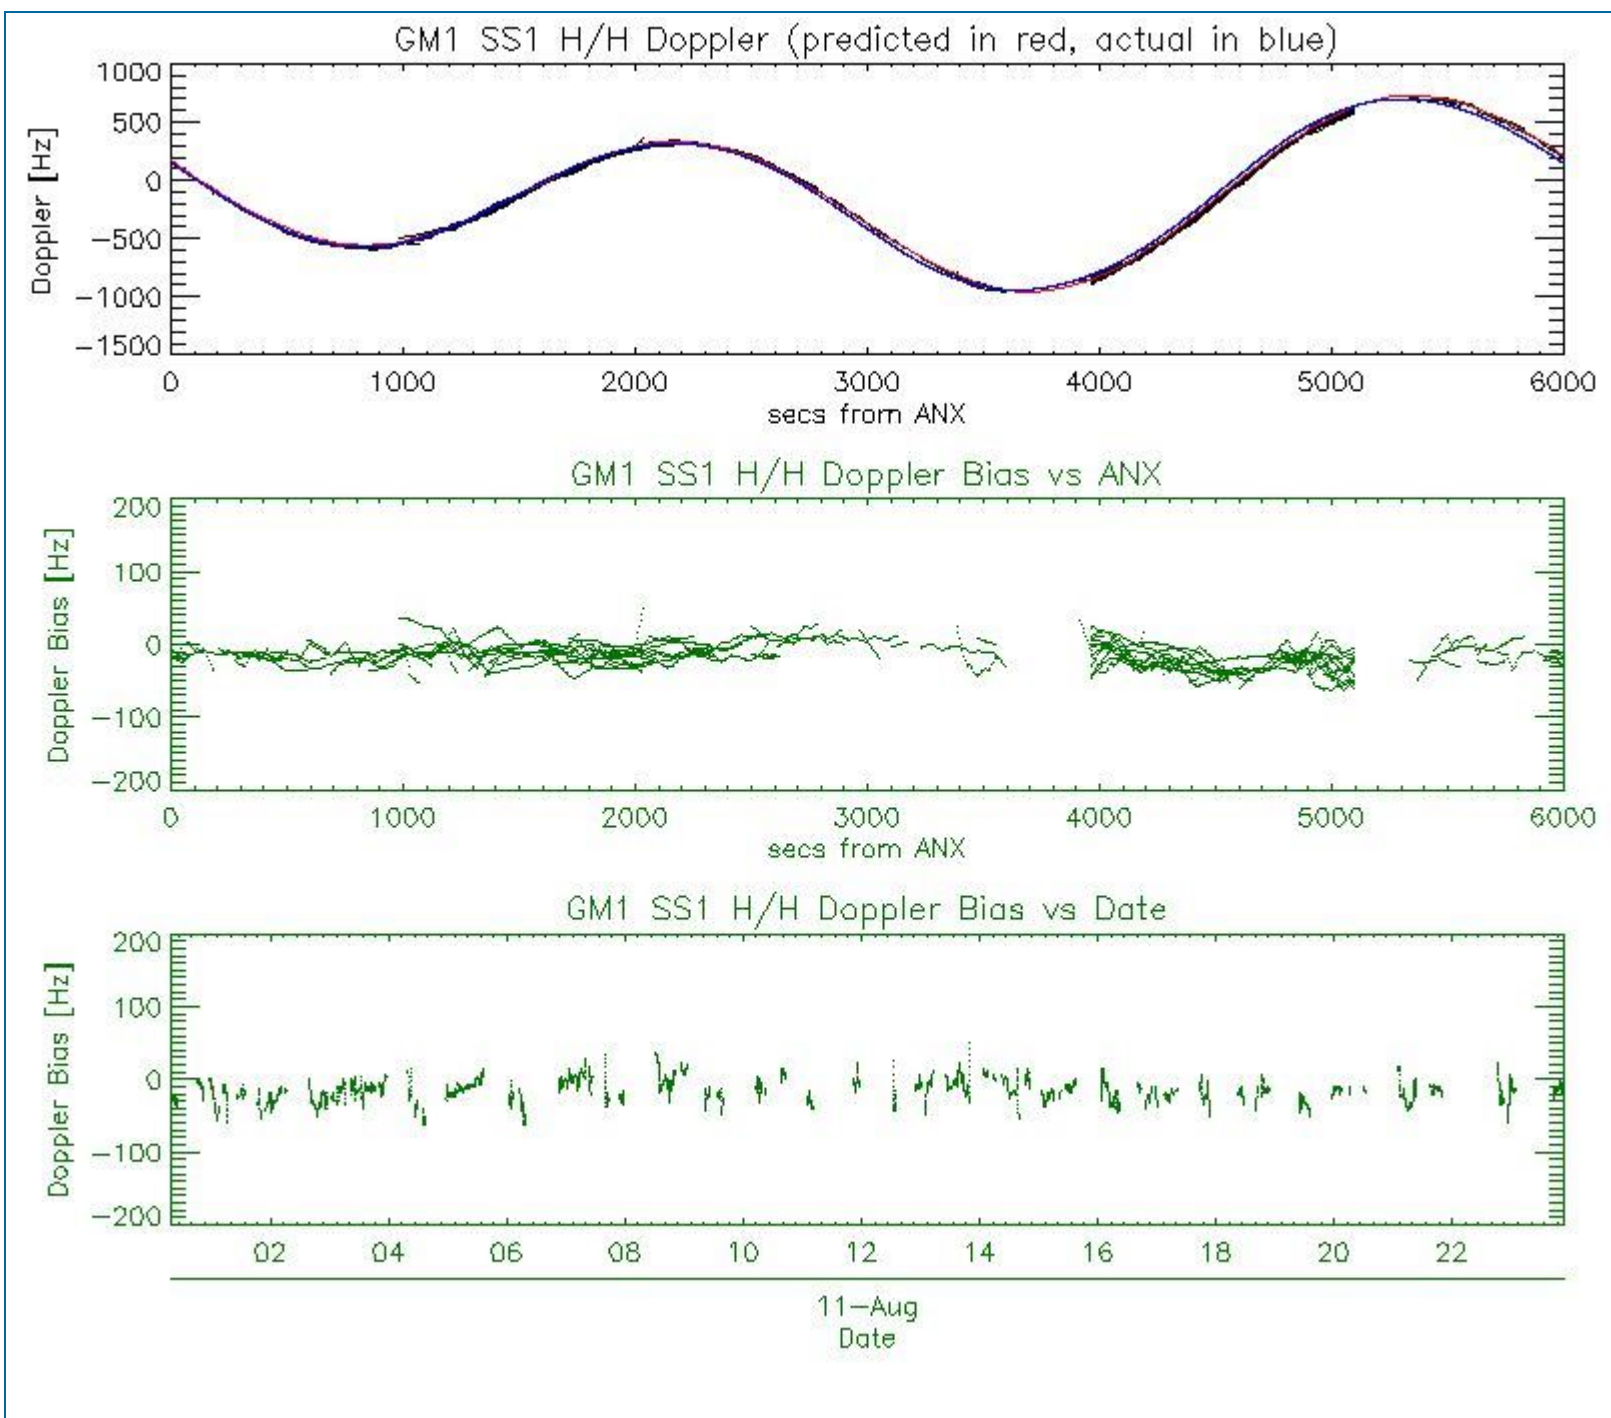 GM1 SS1 H/H Doppler (predicted in red, actual in blue)
1000
500
0
-500
-1000
-1500
Doppler [Hz]
0 1000 2000 3000 4000 5000 6000
secs from ANX
GM1 SS1 H/H Doppler Bias vs ANX
200
100
0
-100
-200
Doppler Bias [Hz]
0 1000 2000 3000 4000 5000 6000
secs from ANX
GM1 SS1 H/H Doppler Bias vs Date
200
100
0
-100
-200
Doppler Bias [Hz]
02 04 06 08 10 12 14 16 18 20 22
11-Aug
Date